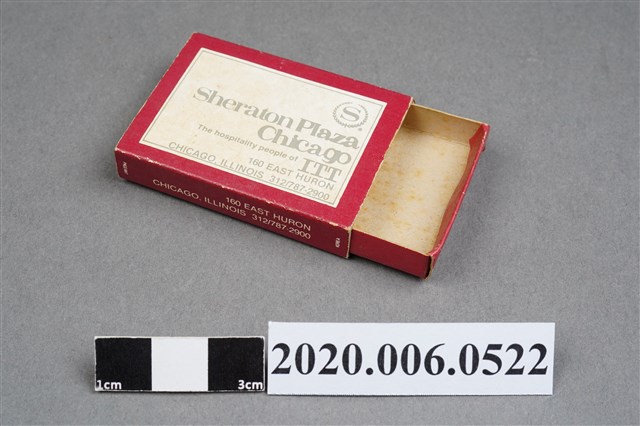 S
Sheraton Plaza
Chicago
The hospitality people of ITT
160 EAST HURON
CHICAGO, ILLINOIS 312/787-2900
160 EAST HURON
CHICAGO, ILLINOIS 312/787-2900
1cm 3cm
2020.006.0522